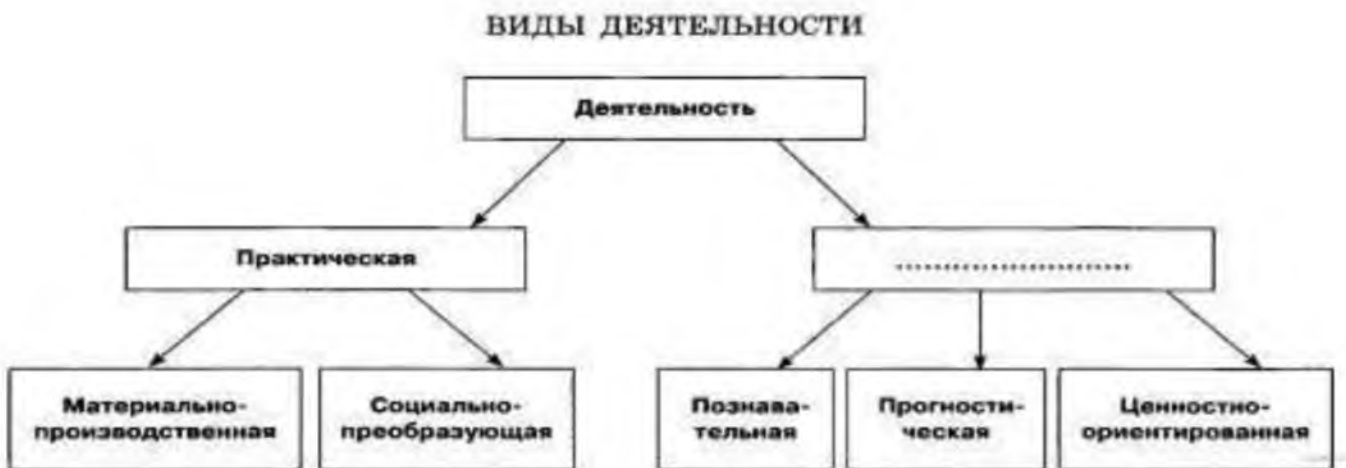 ВИДЫ ДЕЯТЕЛЬНОСТИ
Деятельность
Практическая
........................
Материально-
производственная
Социально-
преобразующая
Познава-
тельная
Прогности-
ческая
Ценностно-
ориентированная